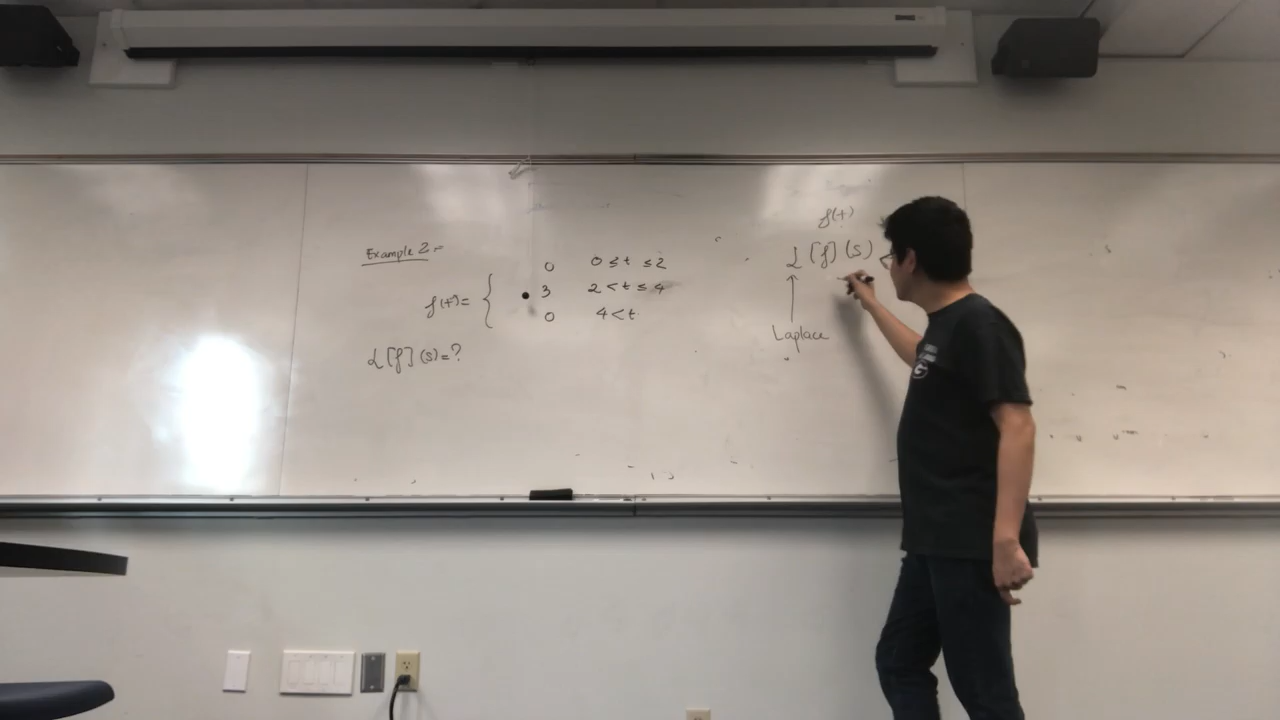 Example 2:
f(t)= {
0 0 ≤ t ≤ 2
3 2 < t ≤ 4
0 4 < t
ℒ[f](s)=?
f(t)
ℒ[f](s)
Laplace
G